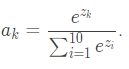 a_k = \frac{e^{z_k}}{\sum_{i=1}^{10} e^{z_i}}.